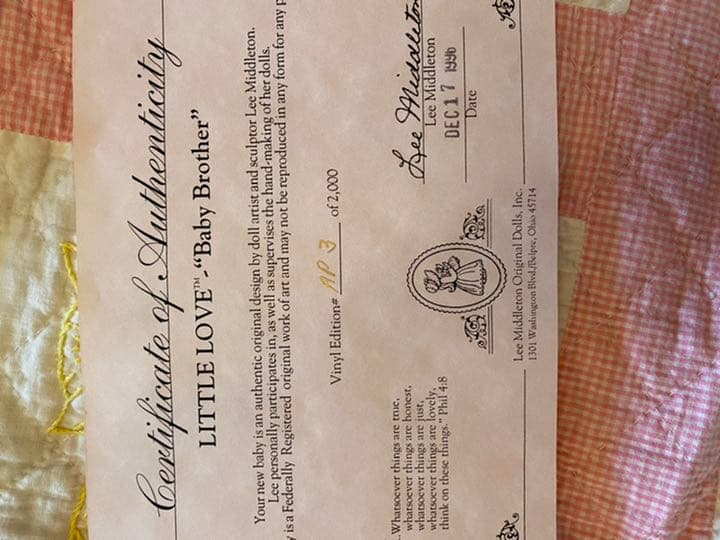 Certificate of Authenticity
LITTLE LOVE™-“Baby Brother”
Your new baby is an authentic original design by doll artist and sculptor Lee Middleton.
Lee personally participates in, as well as supervises the hand-making of her dolls.
y is a Federally Registered original work of art and may not be reproduced in any form for any p
Vinyl Edition# AP 3 of 2,000
.. Whatsoever things are true,
whatsoever things are honest,
whatsoever things are just,
whatsoever things are lovely,
think on these things." Phil 4:8
Lee Middleton
Lee Middleton
DEC 17 1996
Date
Lee Middleton Original Dolls, Inc.
1301 Washington Blvd./Belpre, Ohio 45714